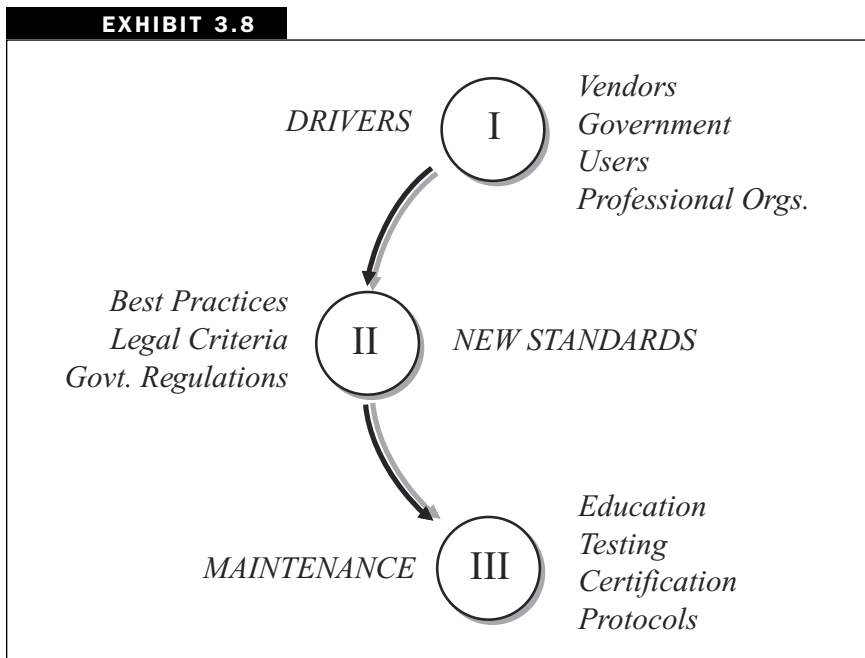 EXHIBIT 3.8
DRIVERS
I
Vendors
Government
Users
Professional Orgs.
Best Practices
Legal Criteria
Govt. Regulations
II
NEW STANDARDS
MAINTENANCE
III
Education
Testing
Certification
Protocols